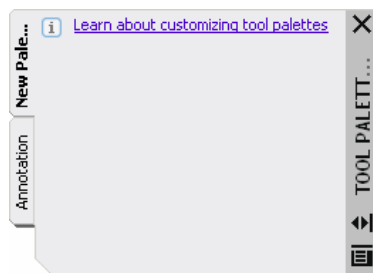 New Pale...
Annotation
Learn about customizing tool palettes
TOOL PALETT...